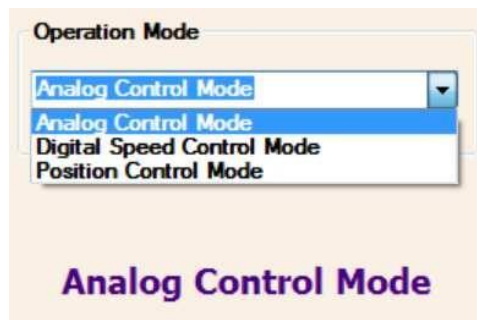 Operation Mode
Analog Control Mode
Analog Control Mode
Digital Speed Control Mode
Position Control Mode
Analog Control Mode